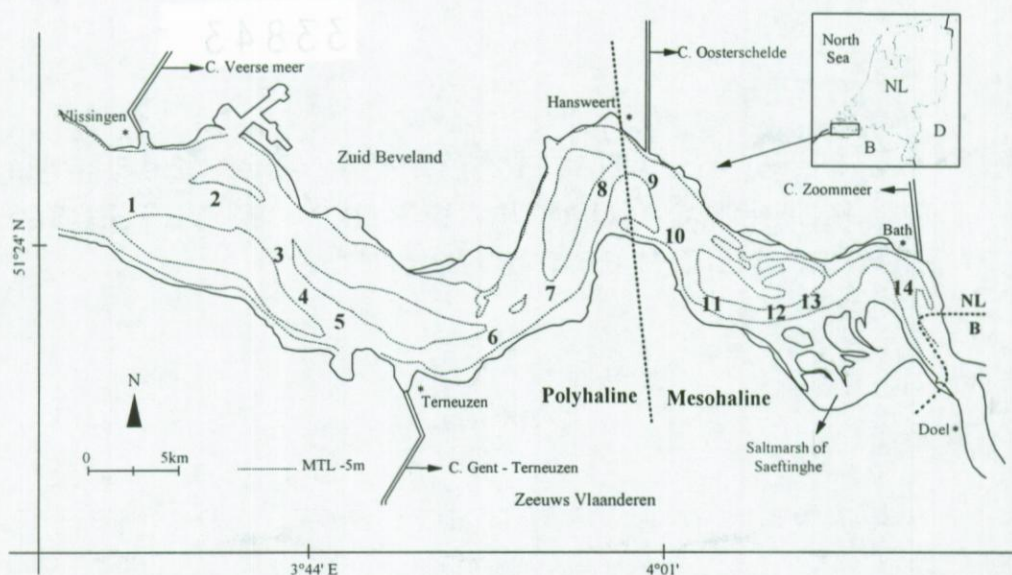 33843
North
Sea
NL
D
B
C. Veerse meer
C. Oosterschelde
Vlissingen
Hansweert
Zuid Beveland
C. Zoommeer
Bath
1
2
3
4
5
6
7
8
9
10
11
12
13
14
NL
B
51°24' N
N
0 5km
MTL -5m
Terneuzen
C. Gent - Terneuzen
Polyhaline
Mesohaline
Saltmarsh of
Saeftinghe
Doel
Zeeuws Vlaanderen
3°44' E
4°01'